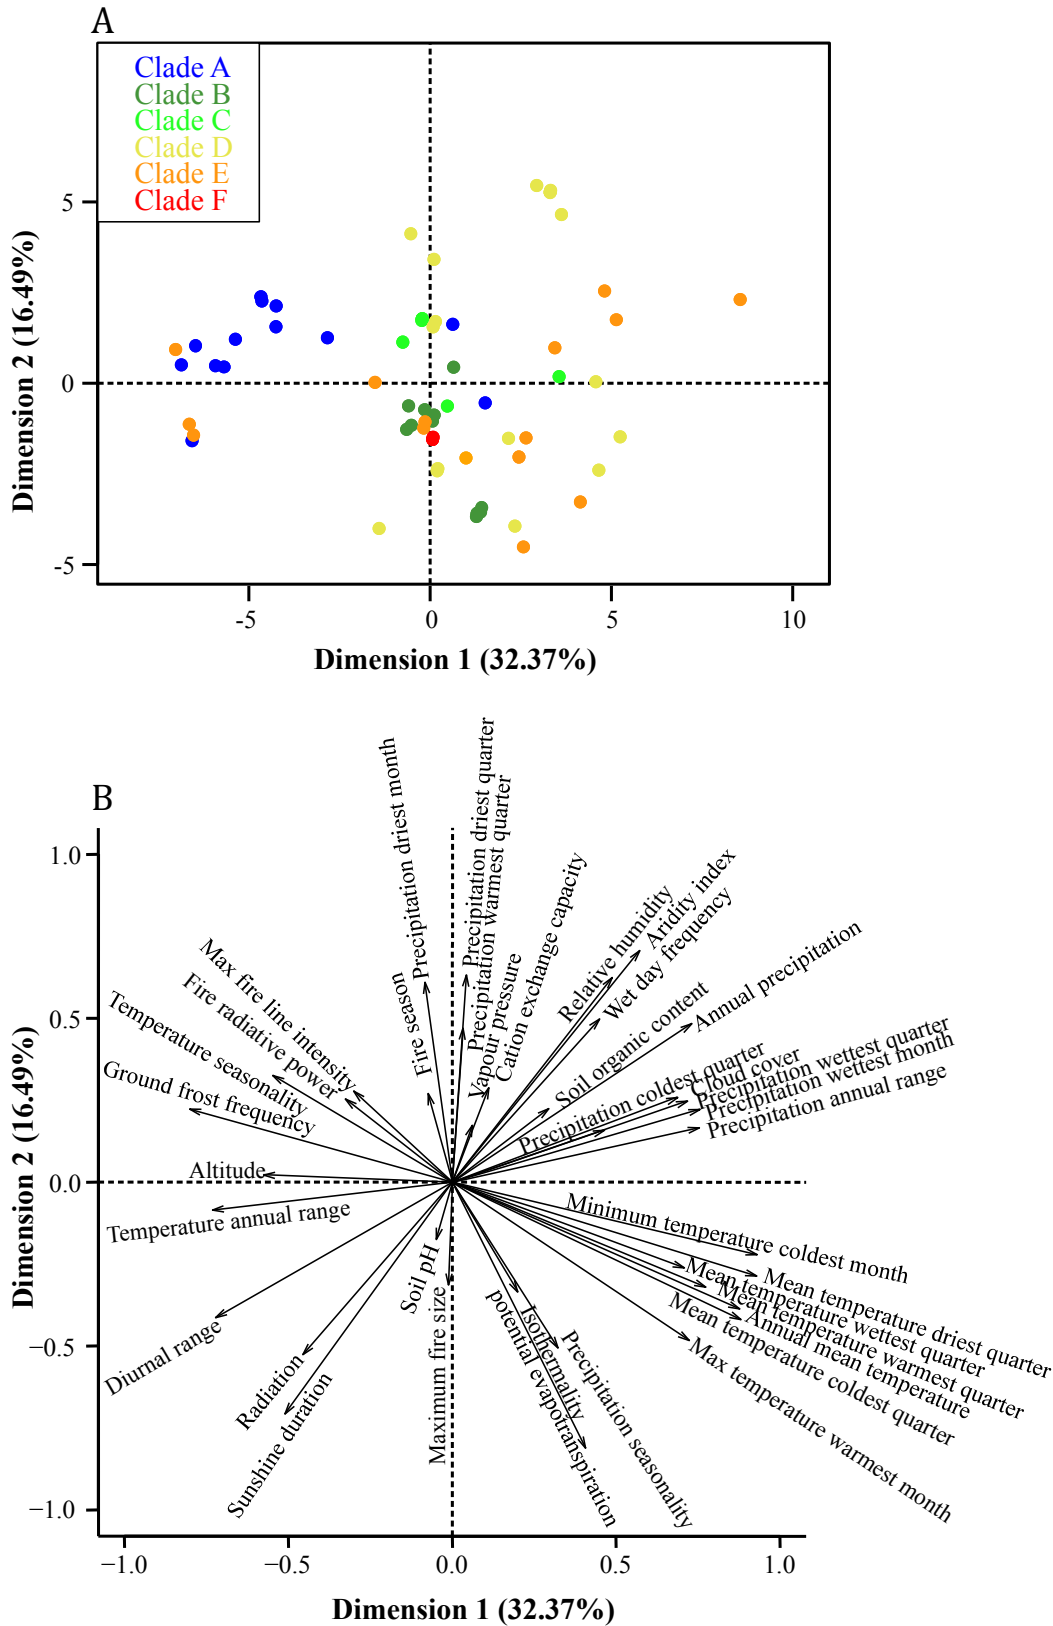 A
Clade A
Clade B
Clade C
Clade D
Clade E
Clade F
Dimension 2 (16.49%)
5
0
-5
-5
0
5
10
Dimension 1 (32.37%)
B
Dimension 2 (16.49%)
1.0
0.5
0.0
−0.5
−1.0
Precipitation driest month
Precipitation driest quarter
Precipitation warmest quarter
Fire season
Vapour pressure
Cation exchange capacity
Relative humidity
Aridity index
Wet day frequency
Annual precipitation
Soil organic content
Precipitation coldest quarter
Cloud cover
Precipitation wettest quarter
Precipitation wettest month
Precipitation annual range
Max fire line intensity
Fire radiative power
Temperature seasonality
Ground frost frequency
Altitude
Temperature annual range
Diurnal range
Radiation
Sunshine duration
Soil pH
Maximum fire size
Isothermality
potential evapotranspiration
Precipitation seasonality
Minimum temperature coldest month
Mean temperature driest quarter
Mean temperature wettest quarter
Mean temperature warmest quarter
Annual mean temperature
Mean temperature coldest quarter
Max temperature warmest month
−1.0
−0.5
0.0
0.5
1.0
Dimension 1 (32.37%)